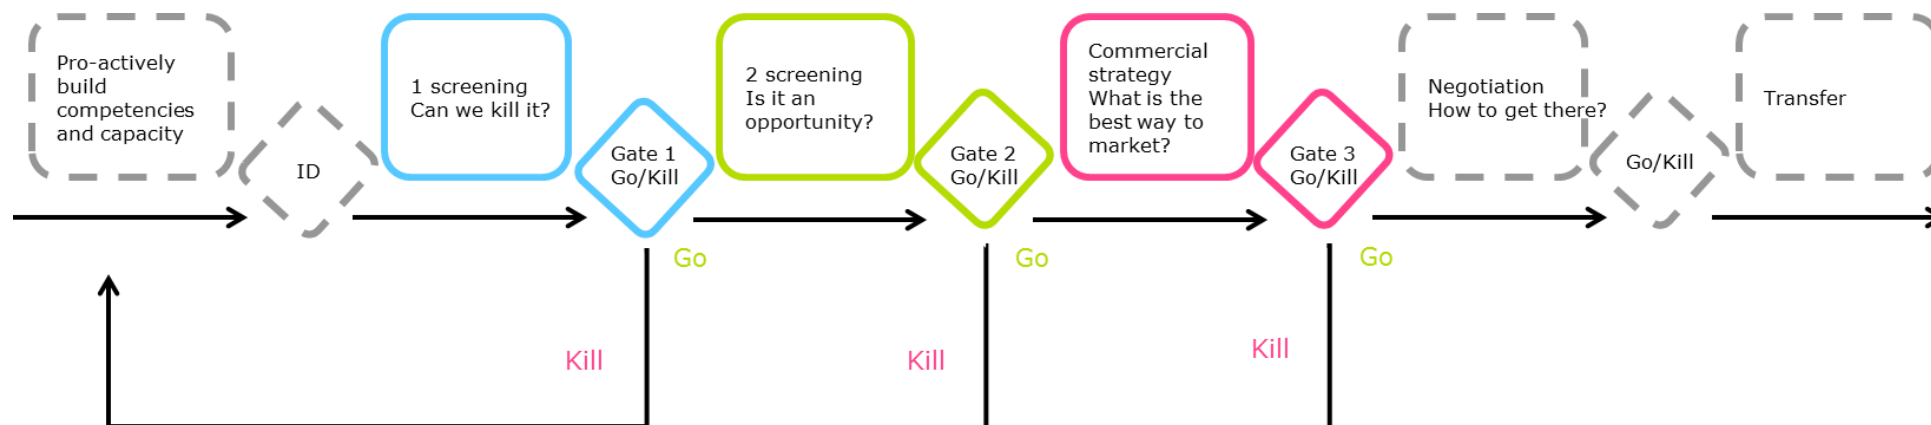 Pro-actively
build
competencies
and capacity
ID
1 screening
Can we kill it?
Gate 1
Go/Kill
2 screening
Is it an
opportunity?
Gate 2
Go/Kill
Commercial
strategy
What is the
best way to
market?
Gate 3
Go/Kill
Negotiation
How to get there?
Go/Kill
Transfer
Go
Go
Go
Kill
Kill
Kill